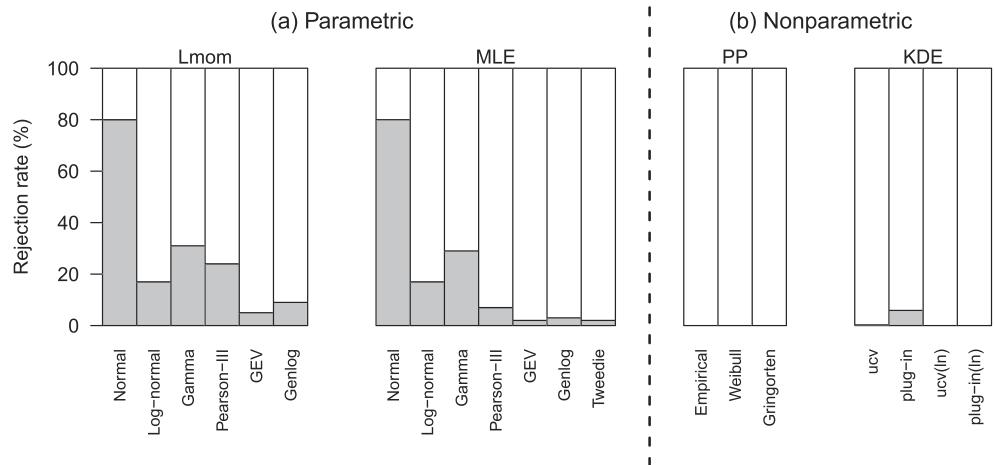 (a) Parametric
(b) Nonparametric
Lmom
MLE
PP
KDE
Rejection rate (%)
100
80
60
40
20
0
Normal
Log−normal
Gamma
Pearson−III
GEV
Genlog
Normal
Log−normal
Gamma
Pearson−III
GEV
Genlog
Tweedie
Empirical
Weibull
Gringorten
ucv
plug−in
ucv(ln)
plug−in(ln)